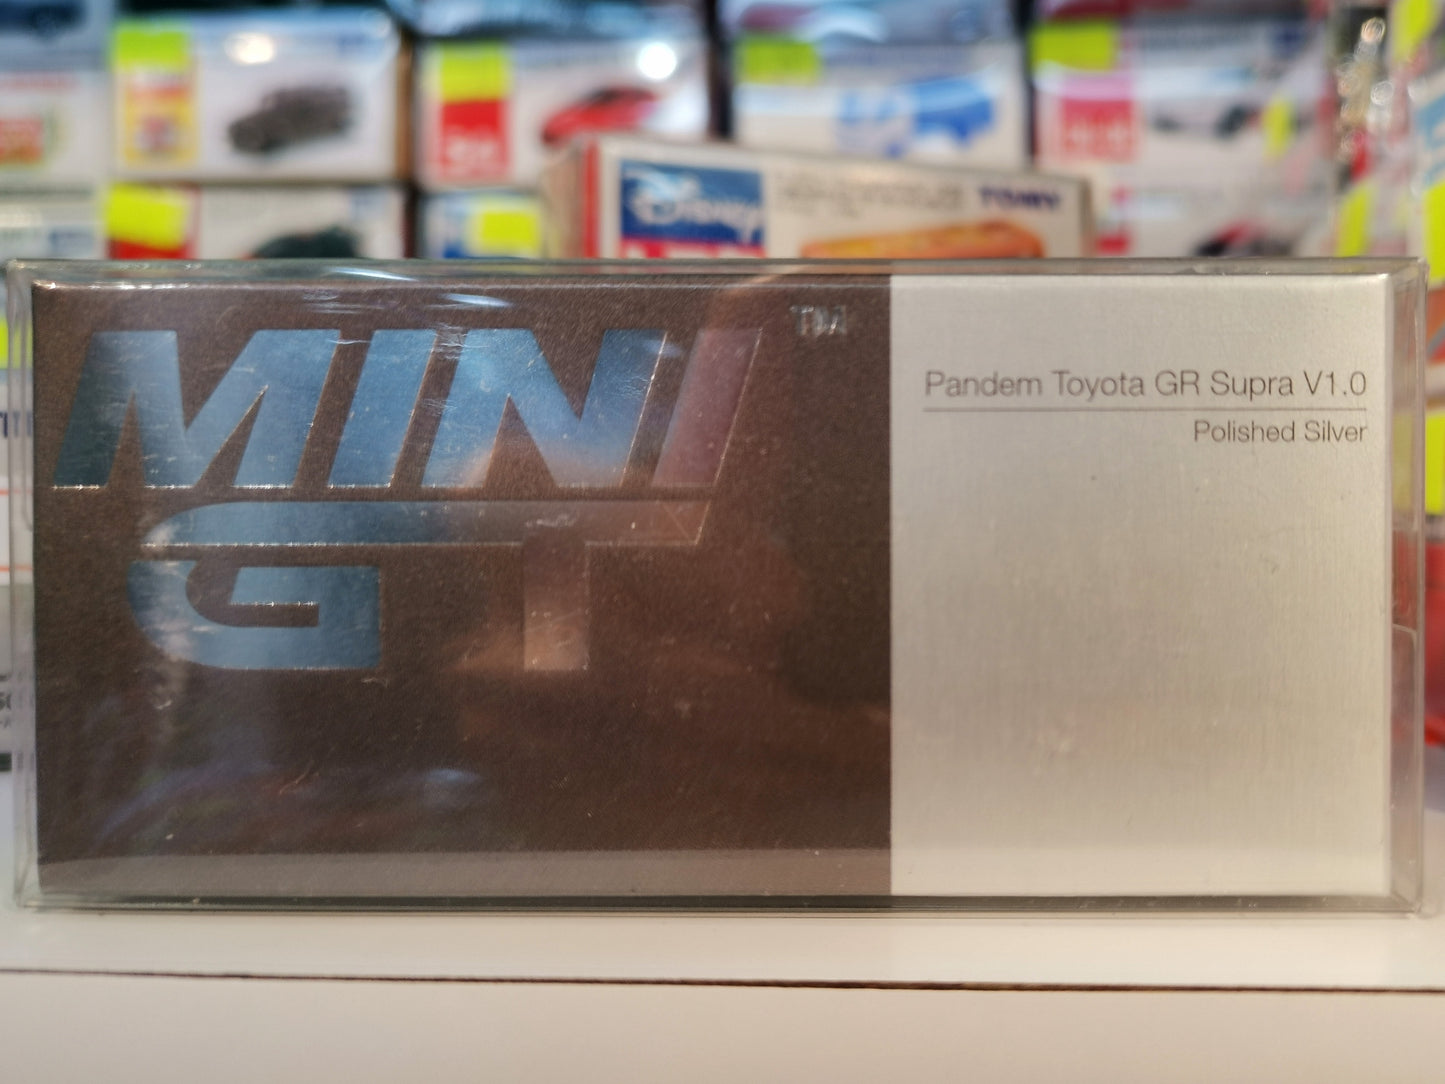 Disney
TOMY
MINI
GT
TM
Pandem Toyota GR Supra V1.0
Polished Silver